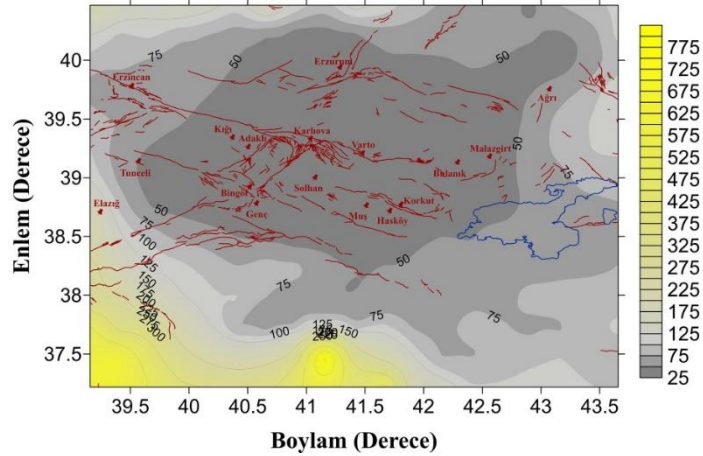 75
50
50
775
725
675
625
575
525
475
425
375
325
275
225
175
125
75
25
40
39.5
39
38.5
38
37.5
Enlem (Derece)
Erzincan
Erzurum
Ağrı
Kığı
Adaklı
Karlıova
Varto
Malazgirt
50
75
Tunceli
Bulanık
Bingöl
Solhan
Elazığ
Genç
Muş
Korkut
Hasköy
50
75
100
125
150
175
200
300
50
75
75
75
100
125
150
39.5
40
40.5
41
41.5
42
42.5
43
43.5
Boylam (Derece)